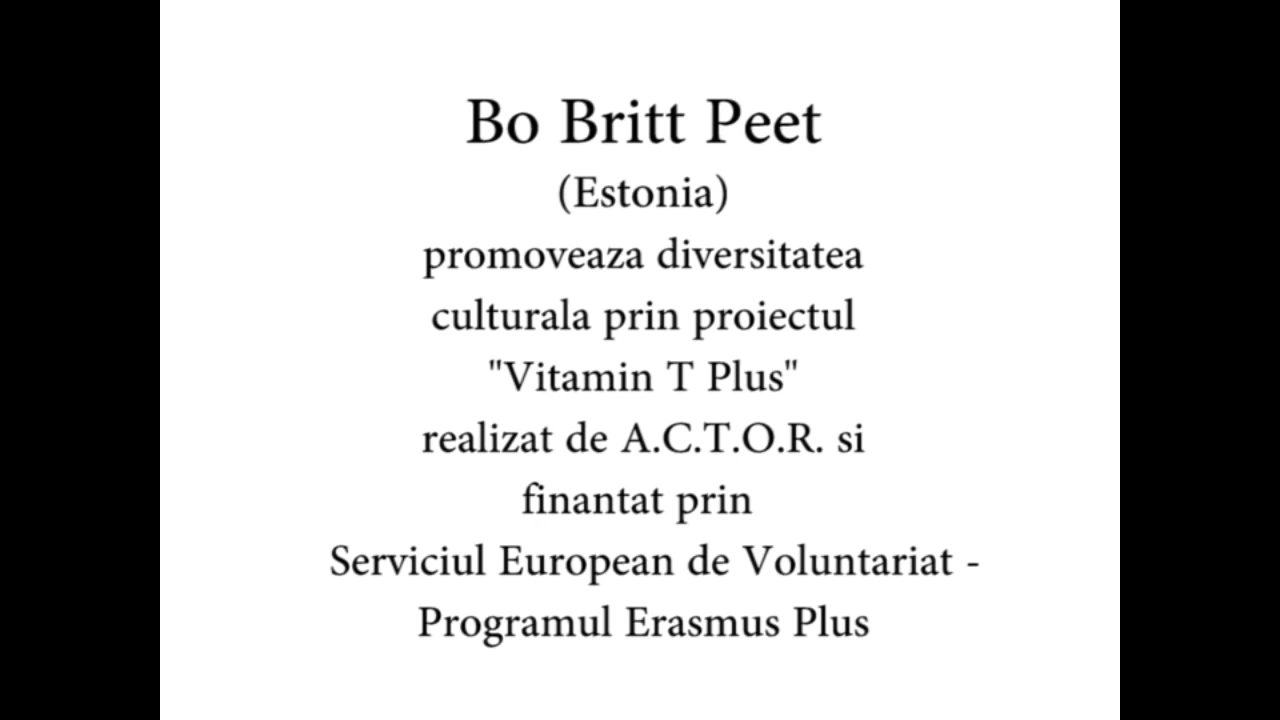 Bo Britt Peet
(Estonia)
promoveaza diversitatea
culturala prin proiectul
"Vitamin T Plus"
realizat de A.C.T.O.R. si
finantat prin
Serviciul European de Voluntariat -
Programul Erasmus Plus